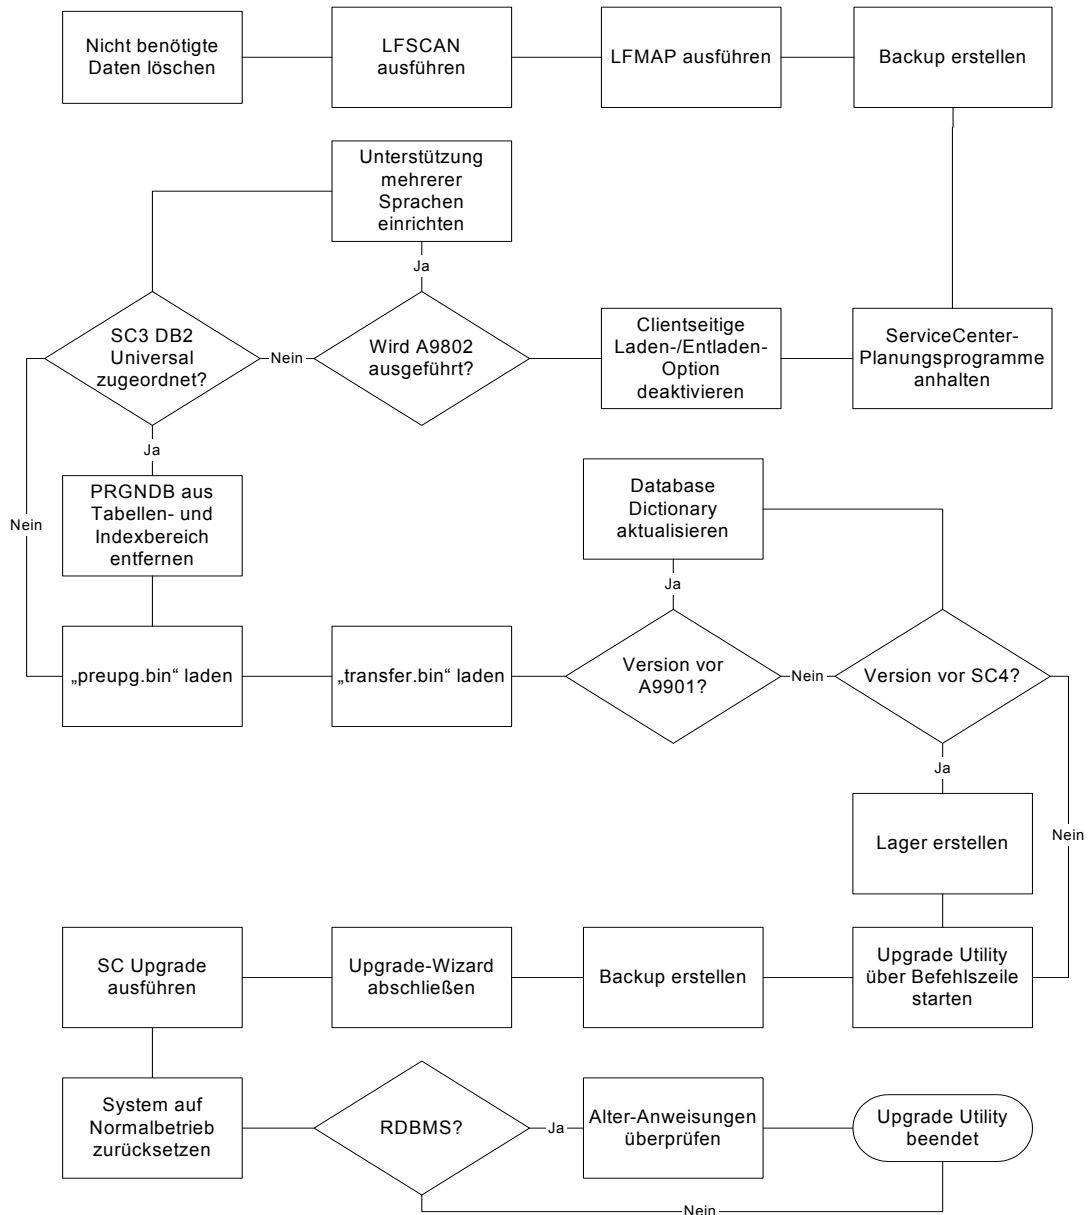 Nicht benötigte
Daten löschen
LFSCAN
ausführen
LFMAP ausführen
Backup erstellen
Unterstützung
mehrerer
Sprachen
einrichten
Ja
SC3 DB2
Universal
zugeordnet?
Nein
Wird A9802
ausgeführt?
Clientseitige
Laden-/Entladen-
Option
deaktivieren
ServiceCenter-
Planungsprogramme
anhalten
Ja
Nein
PRGNDB aus
Tabellen- und
Indexbereich
entfernen
Database
Dictionary
aktualisieren
Ja
„preupg.bin“ laden
„transfer.bin“ laden
Version vor
A9901?
Nein
Version vor SC4?
Ja
Nein
Lager erstellen
SC Upgrade
ausführen
Upgrade-Wizard
abschließen
Backup erstellen
Upgrade Utility
über Befehlszeile
starten
System auf
Normalbetrieb
zurücksetzen
RDBMS?
Ja
Alter-Anweisungen
überprüfen
Upgrade Utility
beendet
Nein